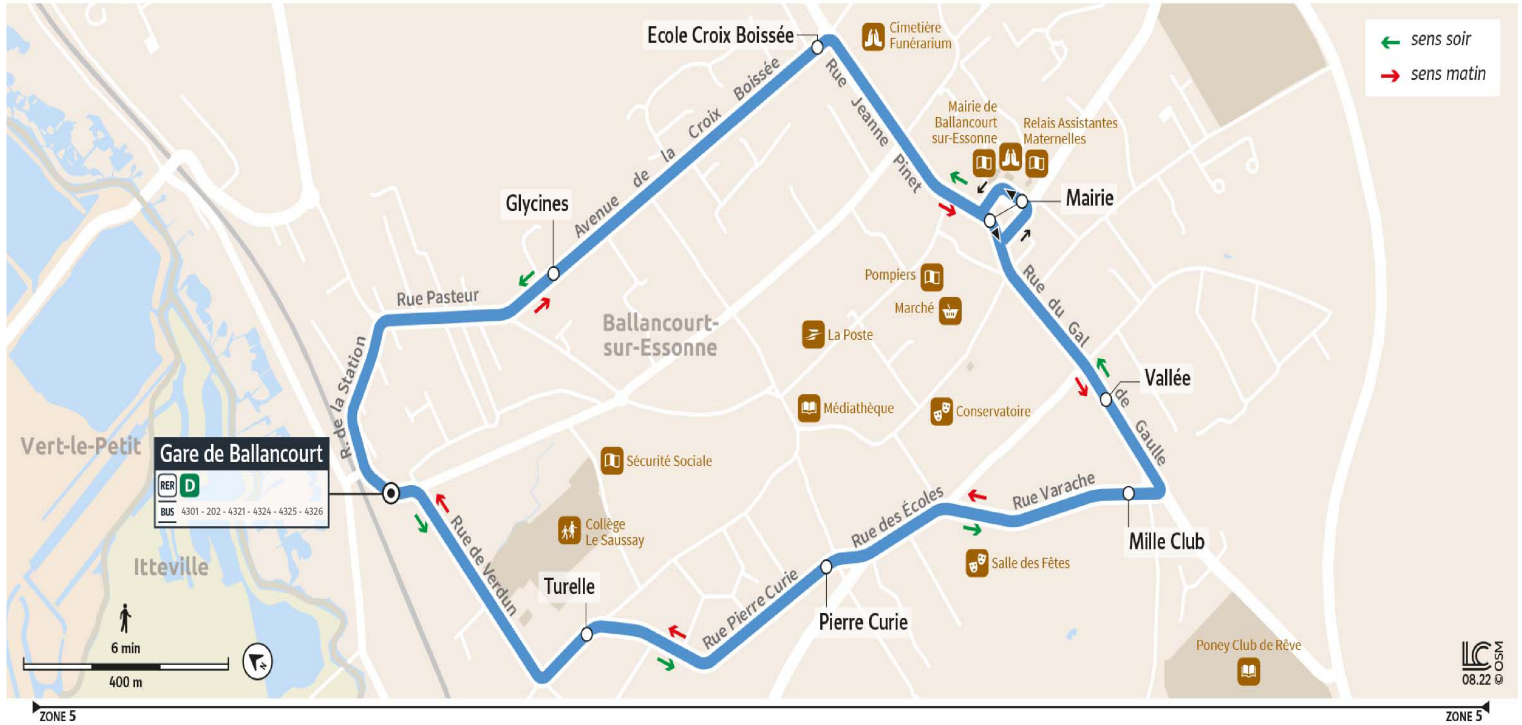 Ecole Croix Boissée
Cimetière
Funérarium
sens soir
sens matin
Rue Jeanne Pinet
Avenue de la Croix Boissée
Mairie de
Ballancourt
sur-Essonne
Relais Assistantes
Maternelles
Mairie
Glycines
Rue Pasteur
Pompiers
Marché
Rue du Gal de Gaulle
Ballancourt-
sur-Essonne
La Poste
R. de la Station
Vallée
Médiathèque
Conservatoire
Vert-le-Petit
Gare de Ballancourt
RER D
BUS 4301 - 202 - 4321 - 4324 - 4325 - 4326
Sécurité Sociale
Rue des Écoles
Rue Varache
Collège
Le Saussay
Rue de Verdun
Mille Club
Salle des Fêtes
Itteville
Turelle
Rue Pierre Curie
Pierre Curie
Poney Club de Rêve
6 min
400 m
N
LC
08.22 © OSM
ZONE 5
ZONE 5